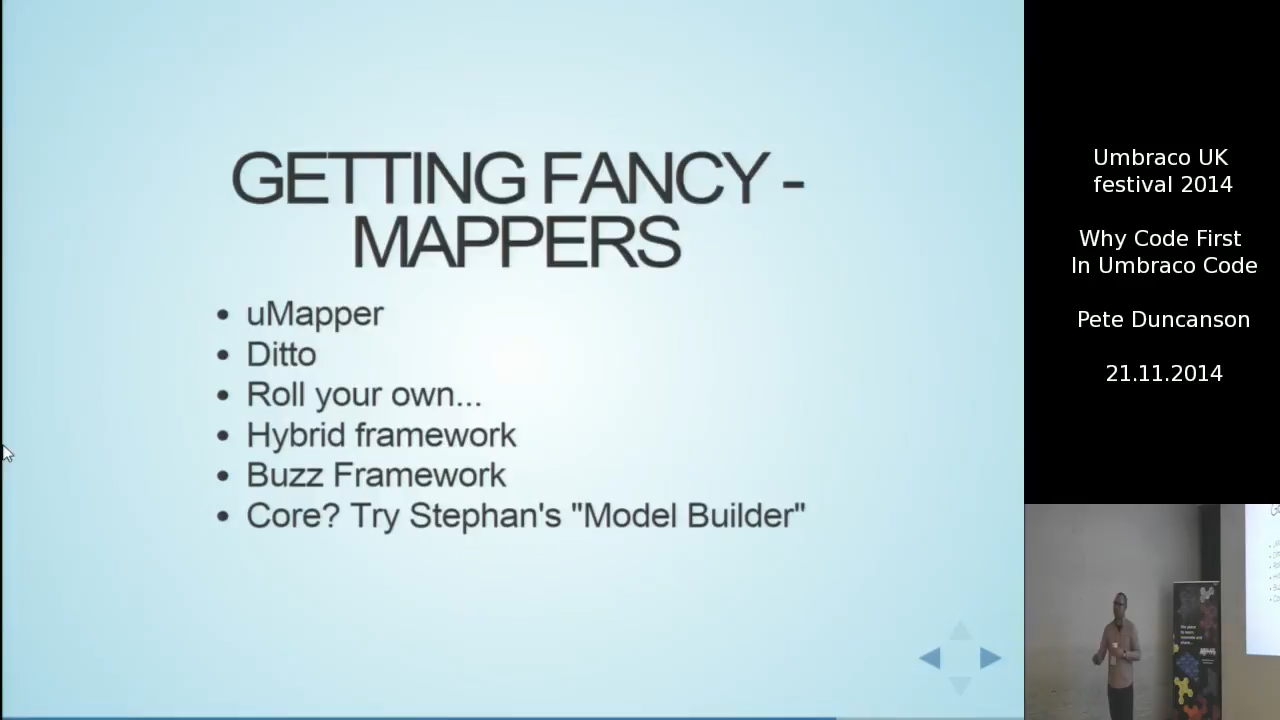 GETTING FANCY -
MAPPERS
• uMapper
• Ditto
• Roll your own...
• Hybrid framework
• Buzz Framework
• Core? Try Stephan's "Model Builder"
Umbraco UK
festival 2014
Why Code First
In Umbraco Code
Pete Duncanson
21.11.2014